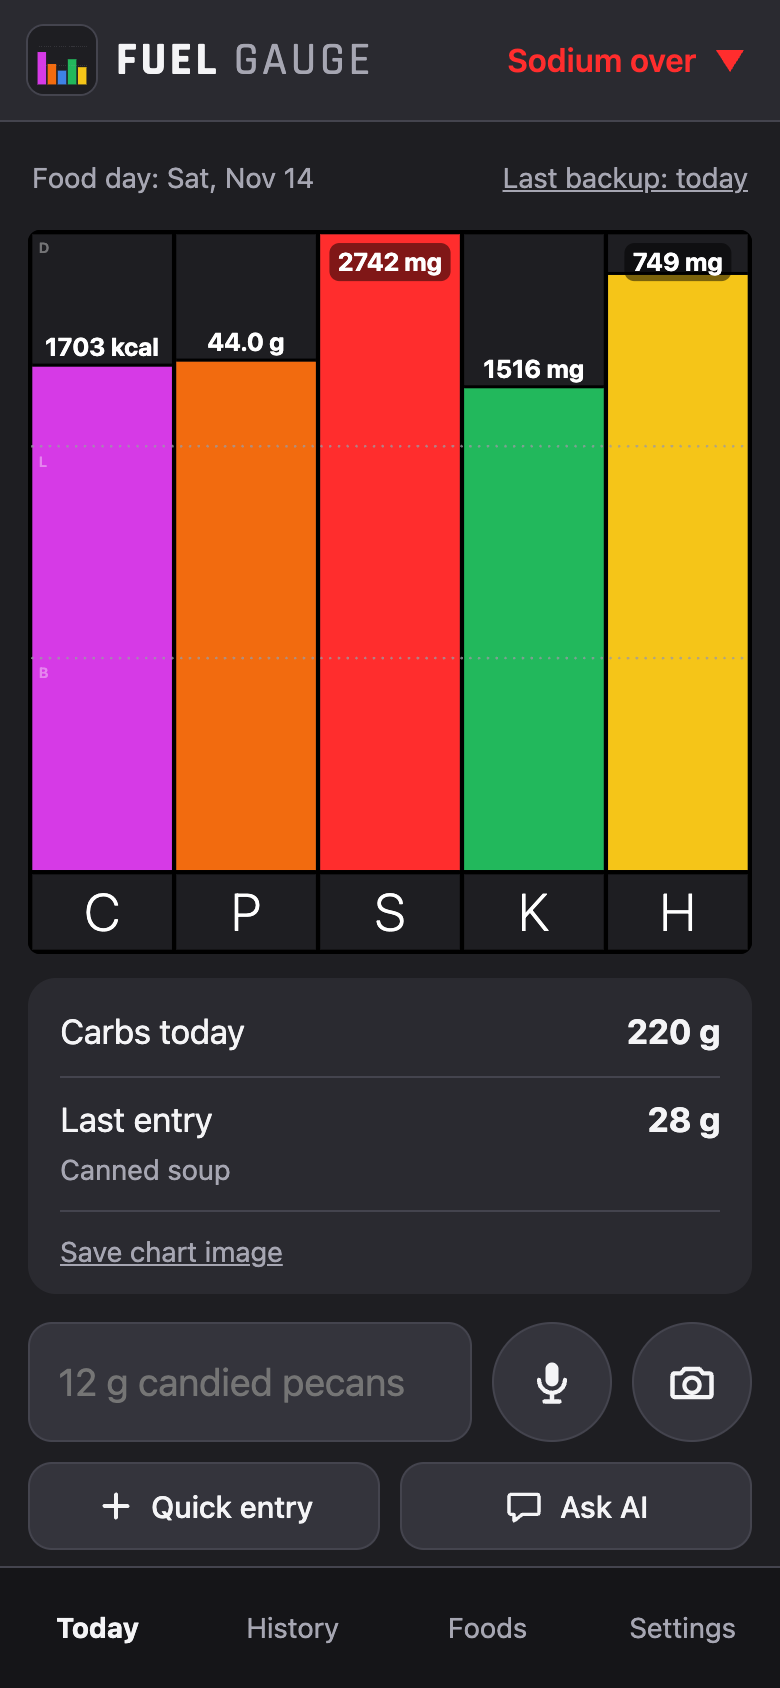 FUEL GAUGE
Sodium over ▼
Food day: Sat, Nov 14
Last backup: today
D
1703 kcal
44.0 g
2742 mg
1516 mg
749 mg
L
B
C P S K H
Carbs today 220 g
Last entry 28 g
Canned soup
Save chart image
12 g candied pecans
+ Quick entry
Ask AI
Today History Foods Settings